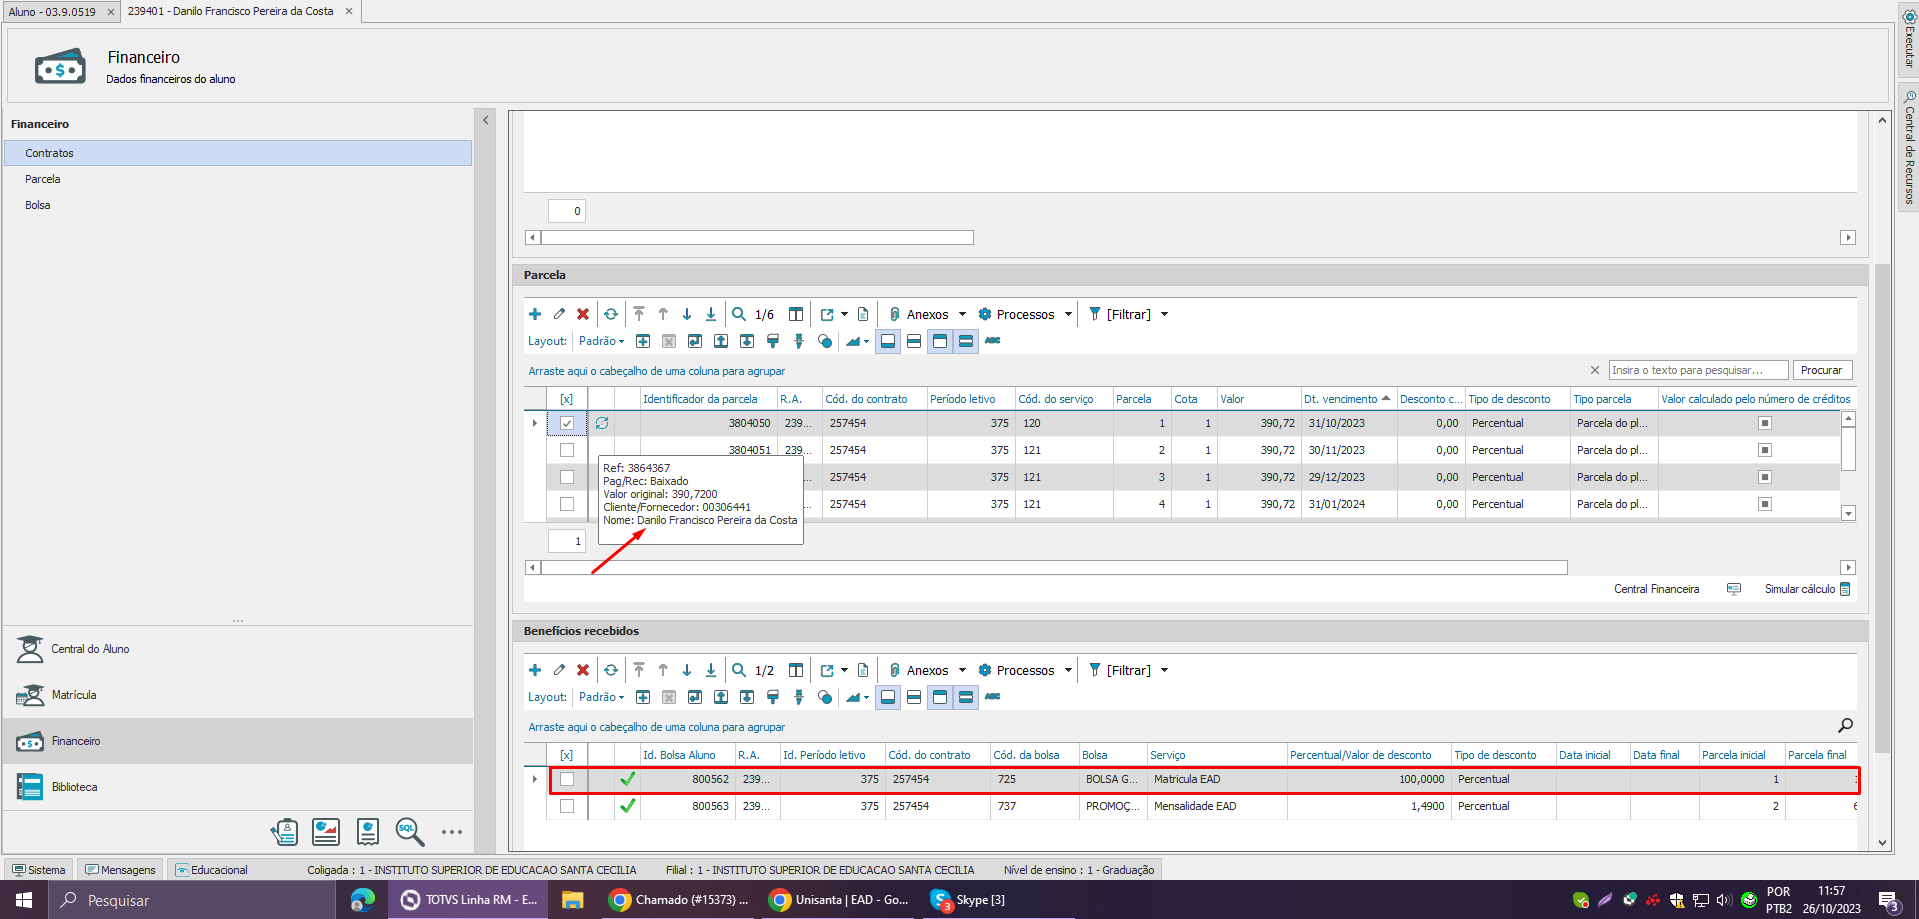 Aluno - 03.9.0519
239401 - Danilo Francisco Pereira da Costa
Financeiro
Dados financeiros do aluno
Executar
Central de Recursos
Financeiro
Contratos
Parcela
Bolsa
0
Parcela
1/6
Anexos
Processos
[Filtrar]
Layout: Padrão
ABC
Arraste aqui o cabeçalho de uma coluna para agrupar
Insira o texto para pesquisar...
Procurar
[x] Identificador da parcela R.A. Cód. do contrato Período letivo Cód. do serviço Parcela Cota Valor Dt. vencimento Desconto c... Tipo de desconto Tipo parcela Valor calculado pelo número de créditos
3804050 239... 257454 375 120 1 1 390,72 31/10/2023 0,00 Percentual Parcela do pl...
3804051 239... 257454 375 121 2 1 390,72 30/11/2023 0,00 Percentual Parcela do pl...
257454 375 121 3 1 390,72 29/12/2023 0,00 Percentual Parcela do pl...
257454 375 121 4 1 390,72 31/01/2024 0,00 Percentual Parcela do pl...
Ref: 3864367
Pag/Rec: Baixado
Valor original: 390,7200
Cliente/Fornecedor: 00306441
Nome: Danilo Francisco Pereira da Costa
1
Central Financeira
Simular cálculo
Benefícios recebidos
1/2
Anexos
Processos
[Filtrar]
Layout: Padrão
ABC
Arraste aqui o cabeçalho de uma coluna para agrupar
[x] Id. Bolsa Aluno R.A. Id. Período letivo Cód. do contrato Cód. da bolsa Bolsa Serviço Percentual/Valor de desconto Tipo de desconto Data inicial Data final Parcela inicial Parcela final
800562 239... 375 257454 725 BOLSA G... Matricula EAD 100,0000 Percentual 1
800563 239... 375 257454 737 PROMOÇ... Mensalidade EAD 1,4900 Percentual 2 6
...
Central do Aluno
Matrícula
Financeiro
Biblioteca
SQL
Sistema
Mensagens
Educacional
Coligada : 1 - INSTITUTO SUPERIOR DE EDUCACAO SANTA CECILIA
Filial : 1 - INSTITUTO SUPERIOR DE EDUCACAO SANTA CECILIA
Nível de ensino : 1 - Graduação
Pesquisar
TOTVS Linha RM - E...
Chamado (#15373) ...
Unisanta | EAD - Go...
3
Skype [3]
POR
PTB2
11:57
26/10/2023
3